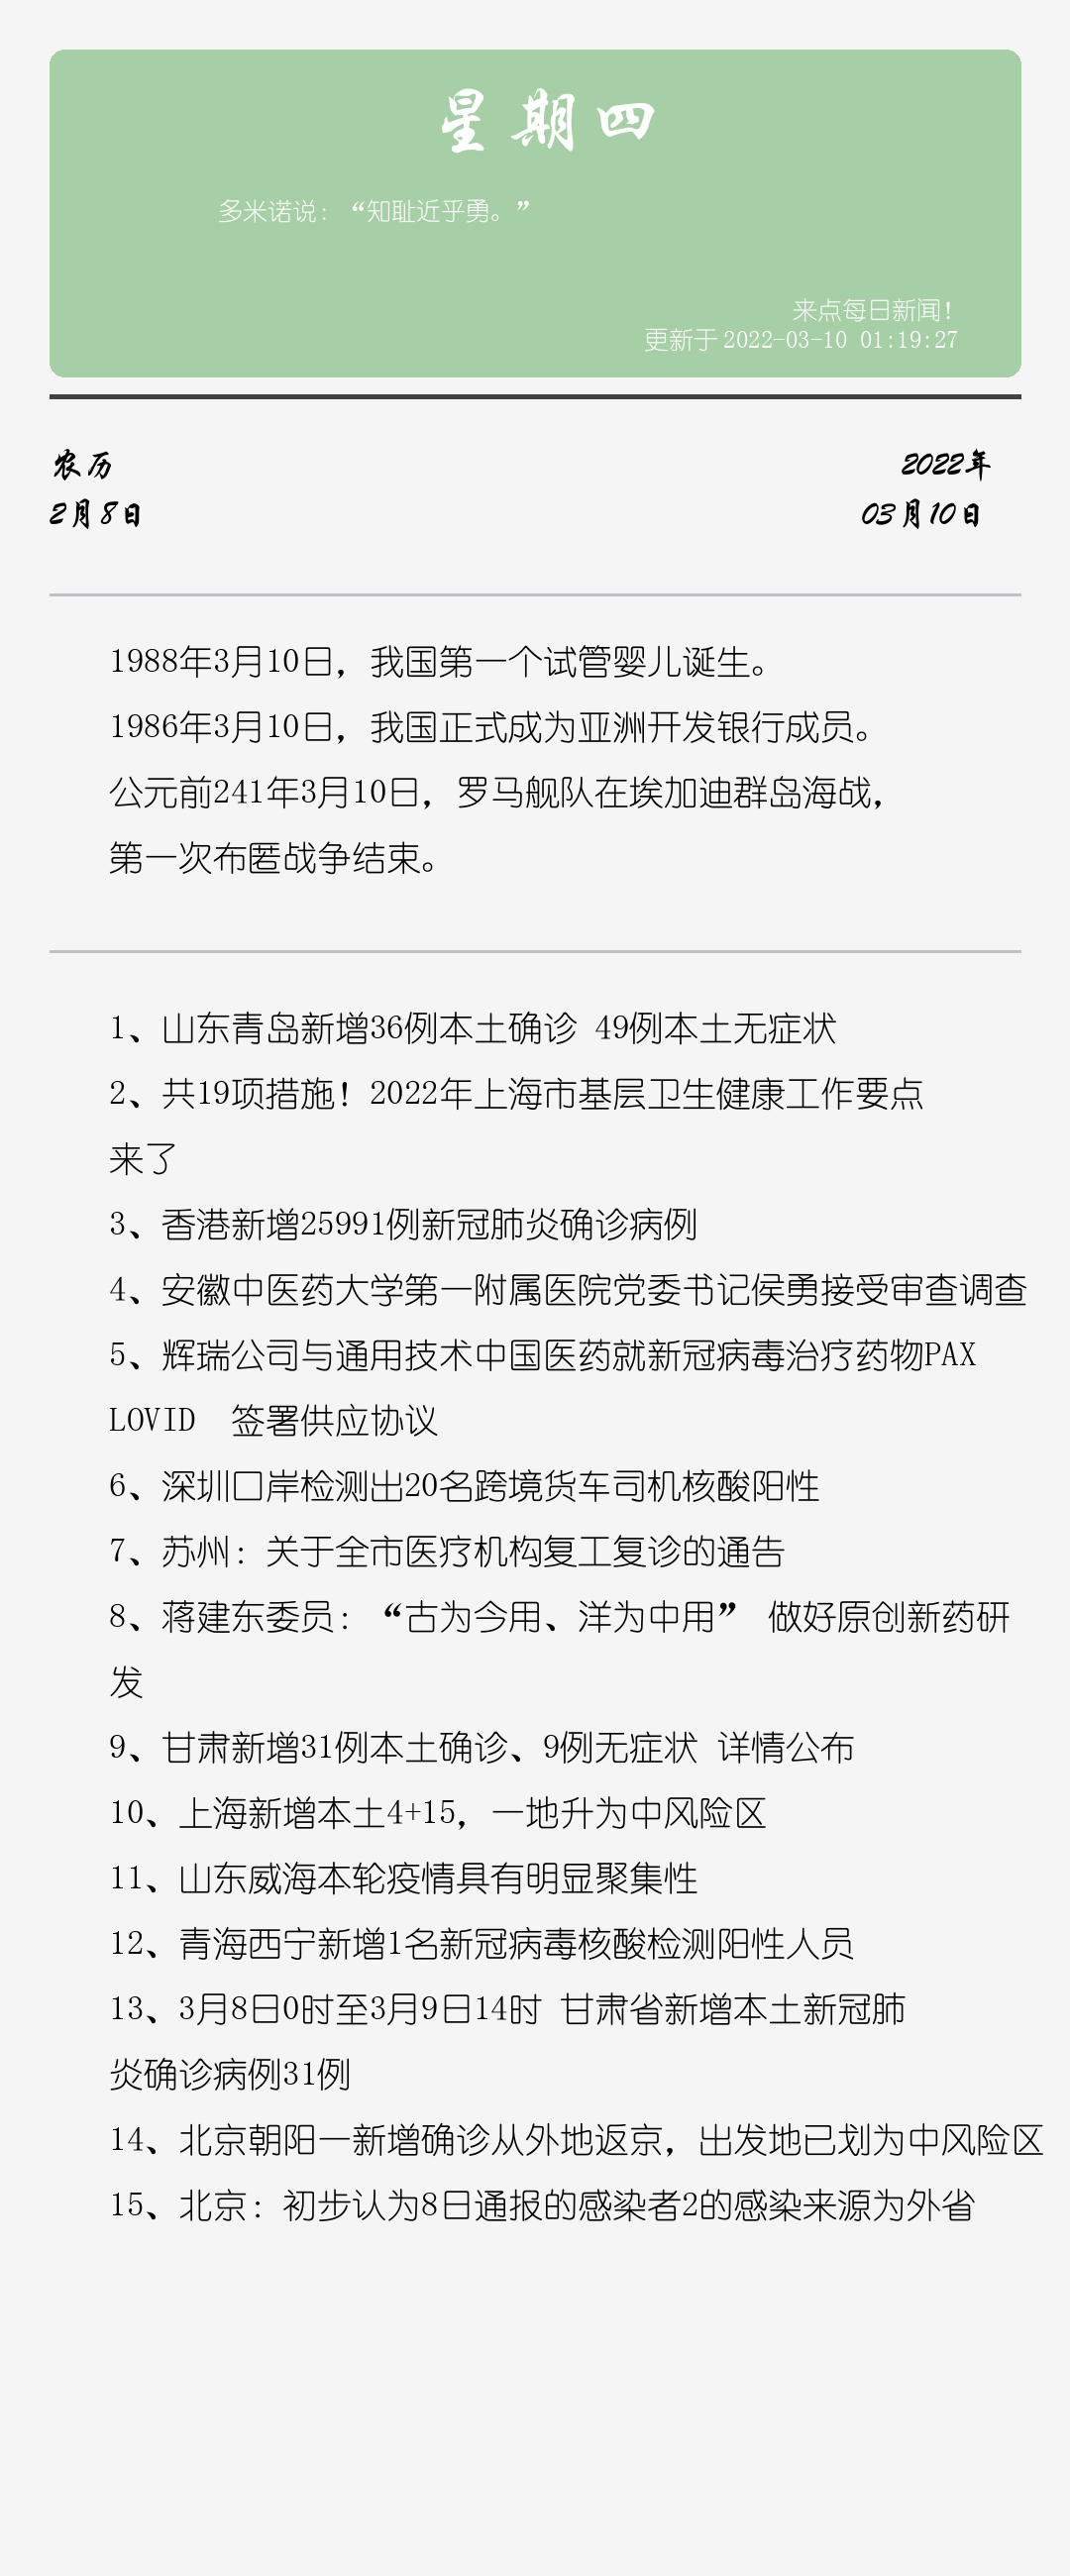 星期四
多米诺说：“知耻近乎勇。”
来点每日新闻！
更新于2022-03-10 01:19:27
农历
2022年
2月8日
03月10日
1988年3月10日，我国第一个试管婴儿诞生。
1986年3月10日，我国正式成为亚洲开发银行成员。
公元前241年3月10日，罗马舰队在埃加迪群岛海战，
第一次布匿战争结束。
1、山东青岛新增36例本土确诊 49例本土无症状
2、共19项措施！2022年上海市基层卫生健康工作要点
来了
3、香港新增25991例新冠肺炎确诊病例
4、安徽中医药大学第一附属医院党委书记侯勇接受审查调查
5、辉瑞公司与通用技术中国医药就新冠病毒治疗药物PAX
LOVID  签署供应协议
6、深圳口岸检测出20名跨境货车司机核酸阳性
7、苏州：关于全市医疗机构复工复诊的通告
8、蒋建东委员：“古为今用、洋为中用” 做好原创新药研
发
9、甘肃新增31例本土确诊、9例无症状 详情公布
10、上海新增本土4+15，一地升为中风险区
11、山东威海本轮疫情具有明显聚集性
12、青海西宁新增1名新冠病毒核酸检测阳性人员
13、3月8日0时至3月9日14时 甘肃省新增本土新冠肺
炎确诊病例31例
14、北京朝阳一新增确诊从外地返京，出发地已划为中风险区
15、北京：初步认为8日通报的感染者2的感染来源为外省